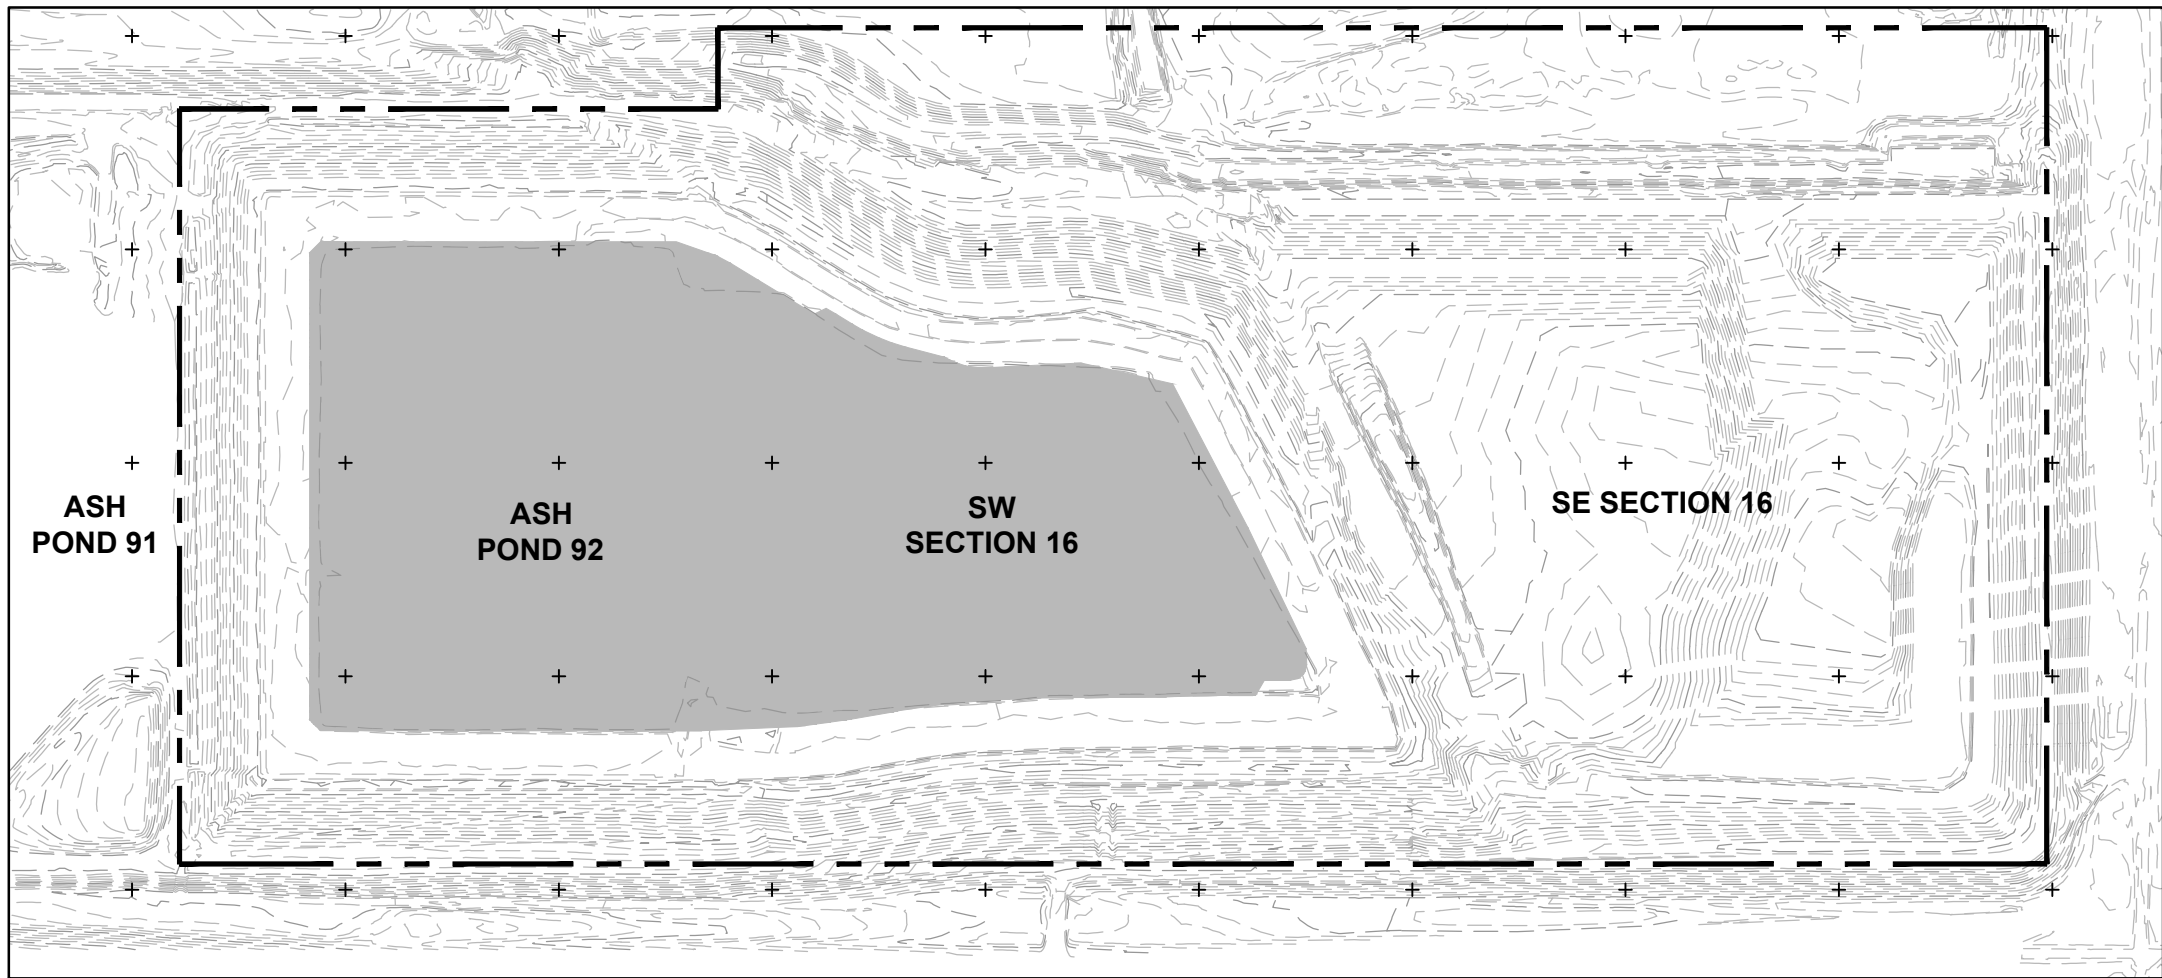 ASH
POND 91
ASH
POND 92
SW
SECTION 16
SE SECTION 16